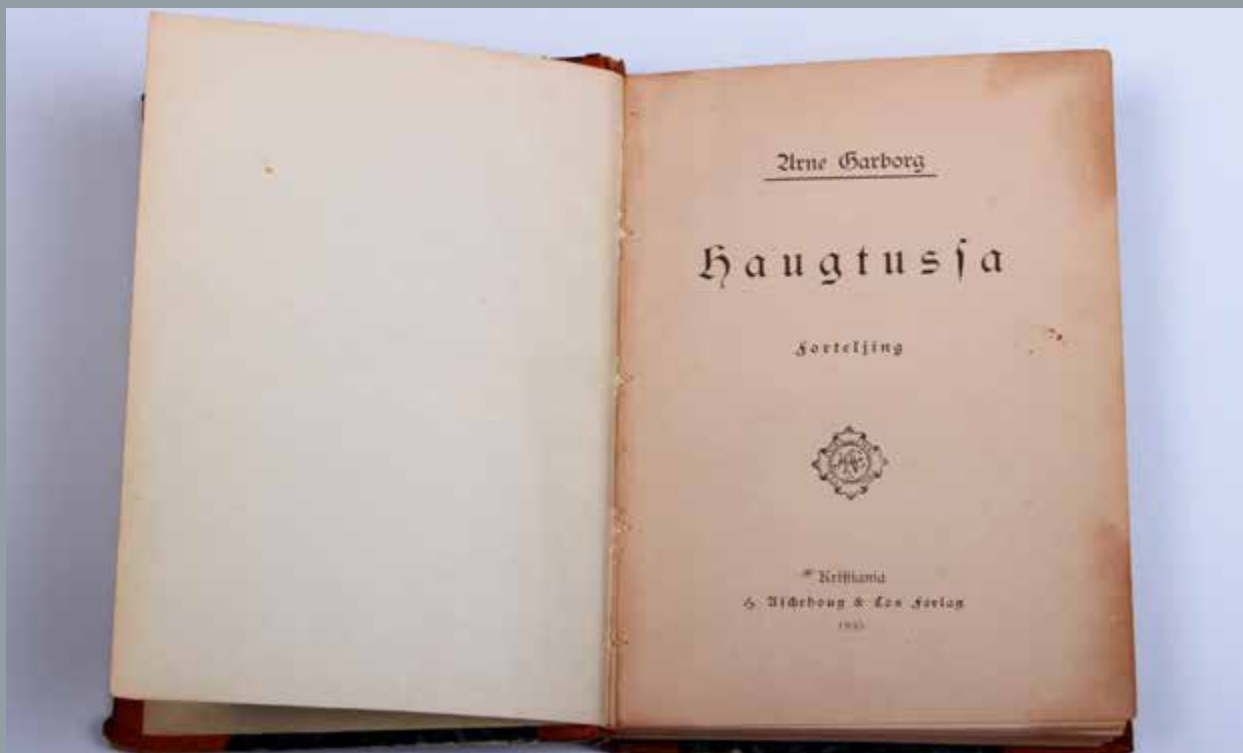 Arne Garborg
Haugtusſa
Forteljing
Kristiania
H. Aschehoug & Cos Forlag